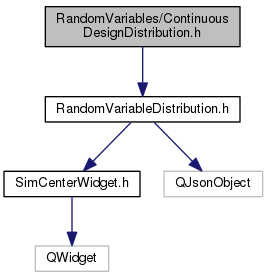 RandomVariables/Continuous
DesignDistribution.h
RandomVariableDistribution.h
SimCenterWidget.h
QJsonObject
QWidget